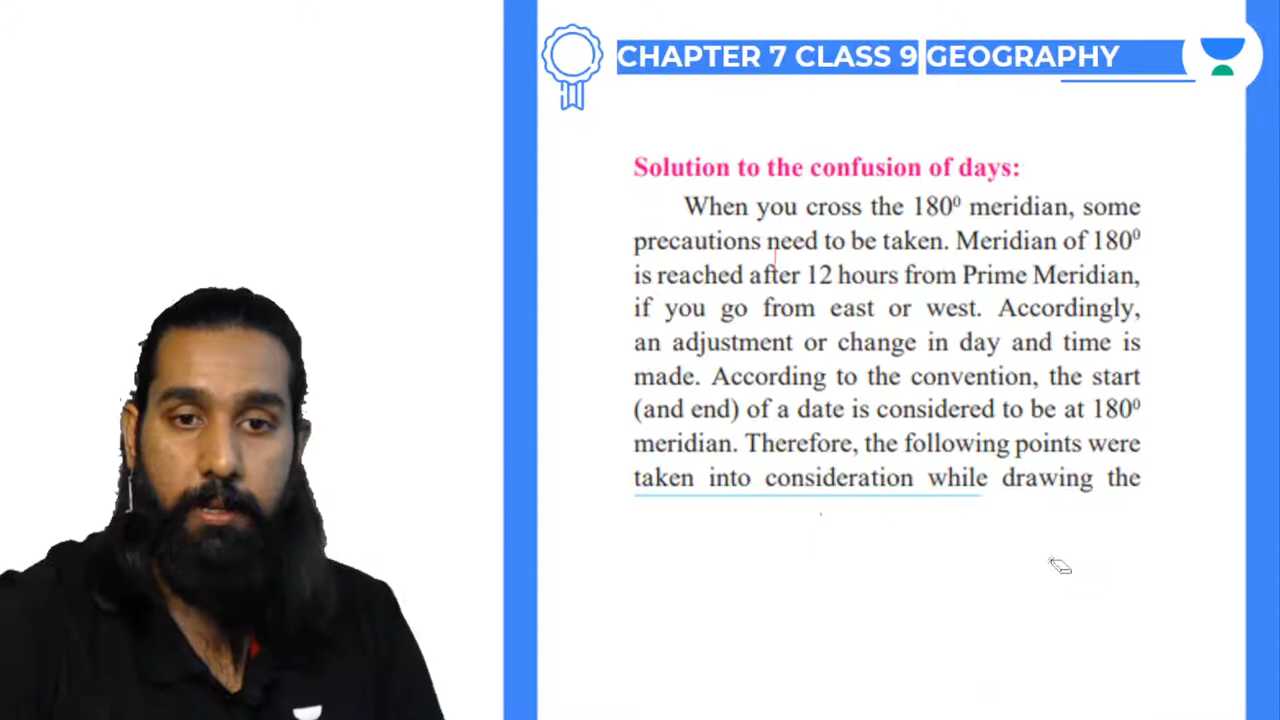 CHAPTER 7 CLASS 9 GEOGRAPHY
Solution to the confusion of days:
When you cross the 180⁰ meridian, some
precautions need to be taken. Meridian of 180⁰
is reached after 12 hours from Prime Meridian,
if you go from east or west. Accordingly,
an adjustment or change in day and time is
made. According to the convention, the start
(and end) of a date is considered to be at 180⁰
meridian. Therefore, the following points were
taken into consideration while drawing the